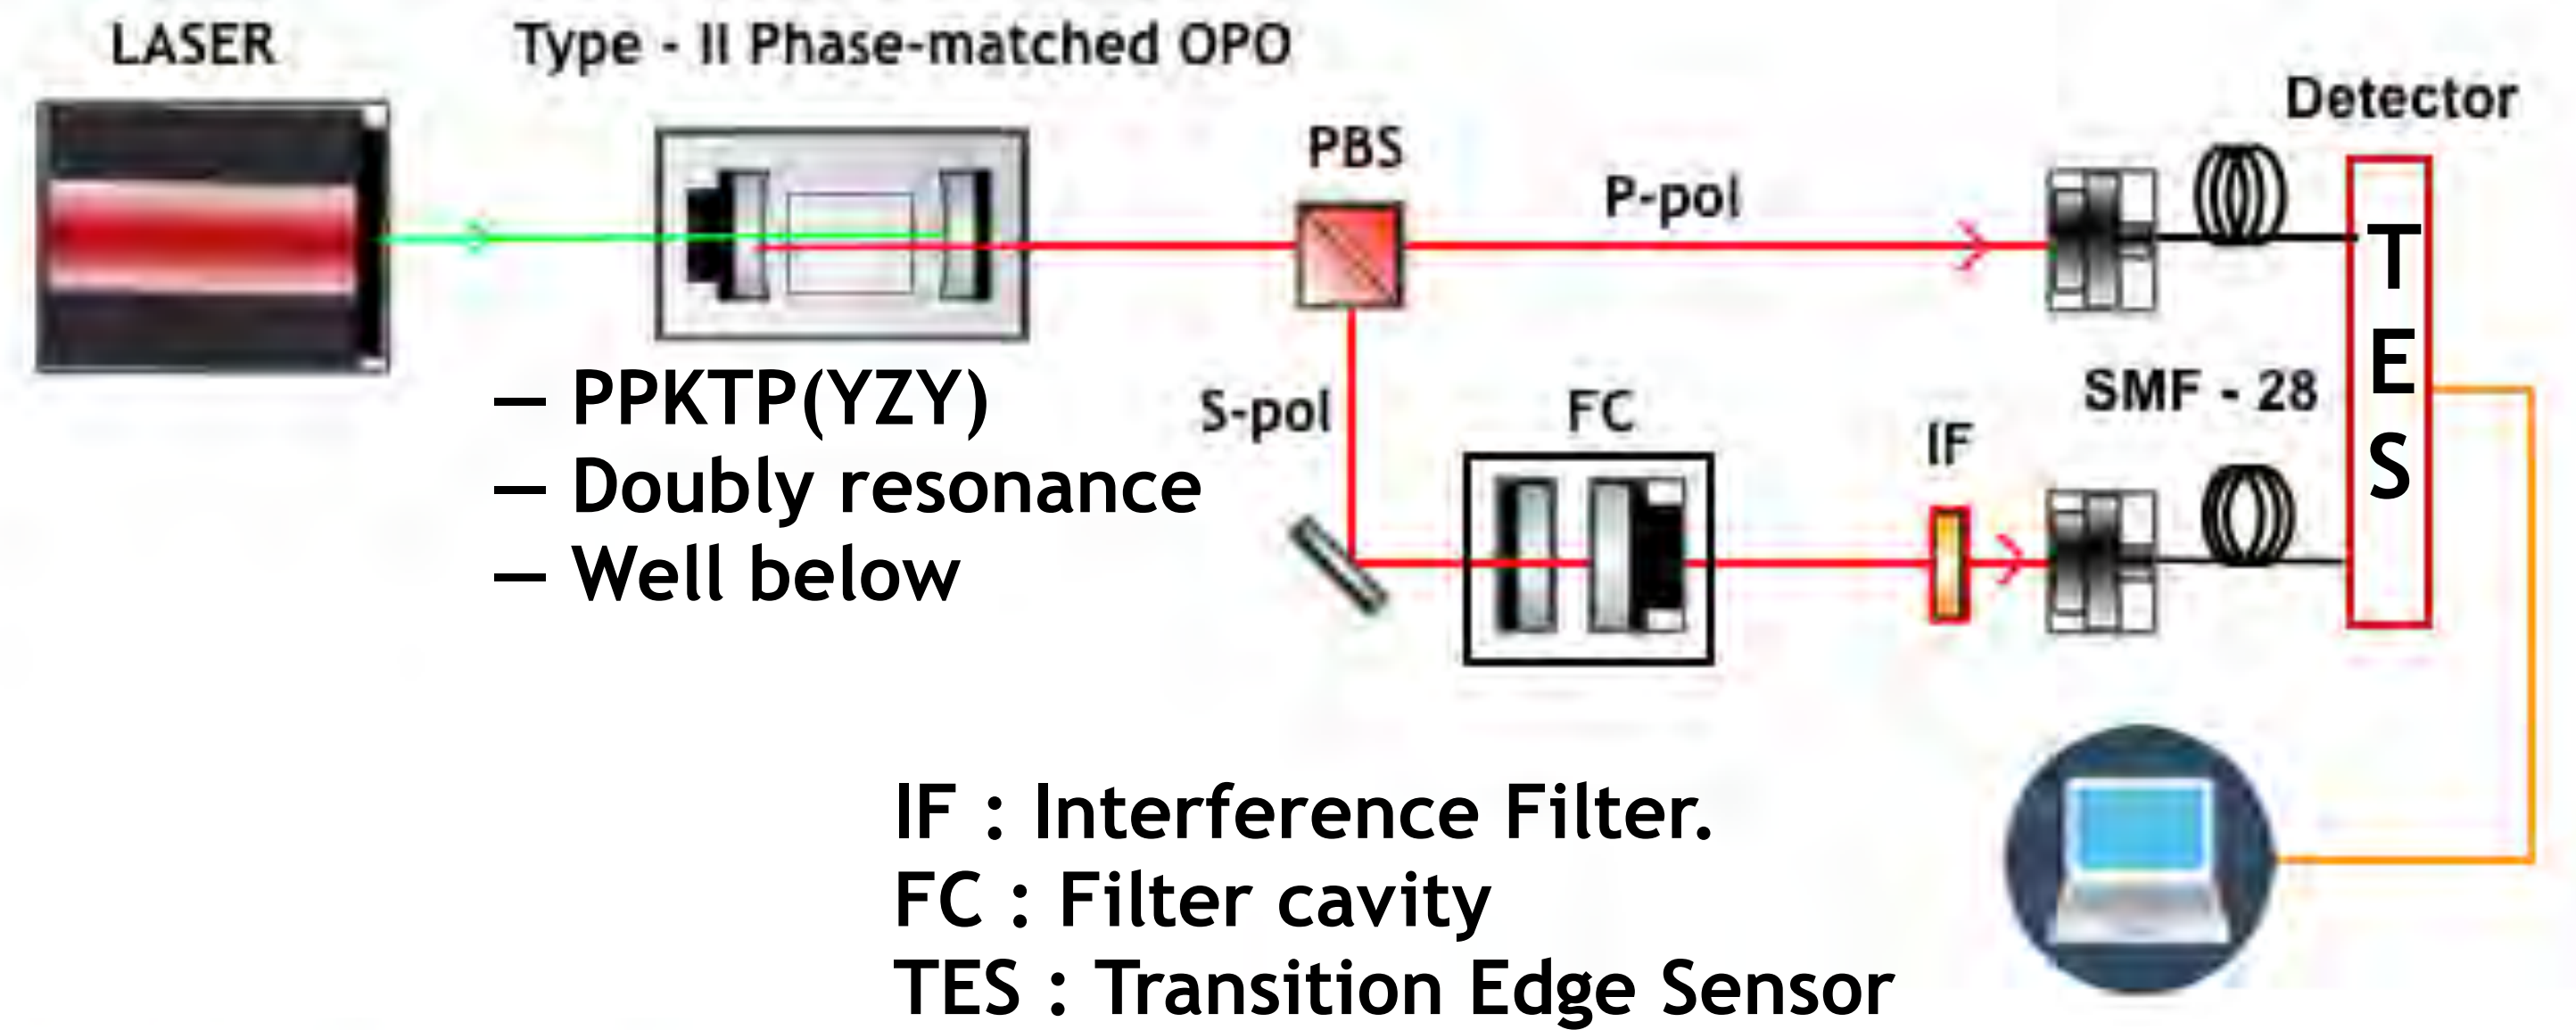 LASER
Type - II Phase-matched OPO
Detector
PBS
P-pol
TES
— PPKTP(YZY)
— Doubly resonance
— Well below
S-pol
FC
IF
SMF - 28
IF : Interference Filter.
FC : Filter cavity
TES : Transition Edge Sensor